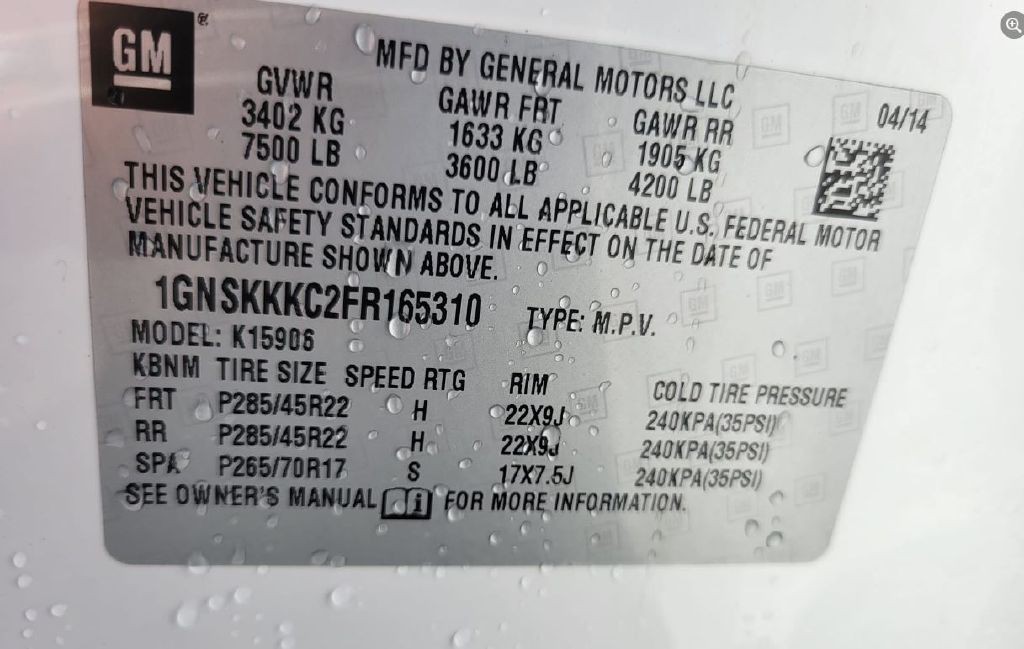 GM
MFD BY GENERAL MOTORS LLC
GVWR GAWR FRT GAWR RR 04/14
3402 KG 1633 KG 1905 KG
7500 LB 3600 LB 4200 LB
THIS VEHICLE CONFORMS TO ALL APPLICABLE U.S. FEDERAL MOTOR
VEHICLE SAFETY STANDARDS IN EFFECT ON THE DATE OF
MANUFACTURE SHOWN ABOVE.
1GNSKKKC2FR165310 TYPE: M.P.V.
MODEL: K15906
KBNM TIRE SIZE SPEED RTG RIM COLD TIRE PRESSURE
FRT P285/45R22 H 22X9J 240KPA(35PSI)
RR P285/45R22 H 22X9J 240KPA(35PSI)
SPA P265/70R17 S 17X7.5J 240KPA(35PSI)
SEE OWNER'S MANUAL i FOR MORE INFORMATION.